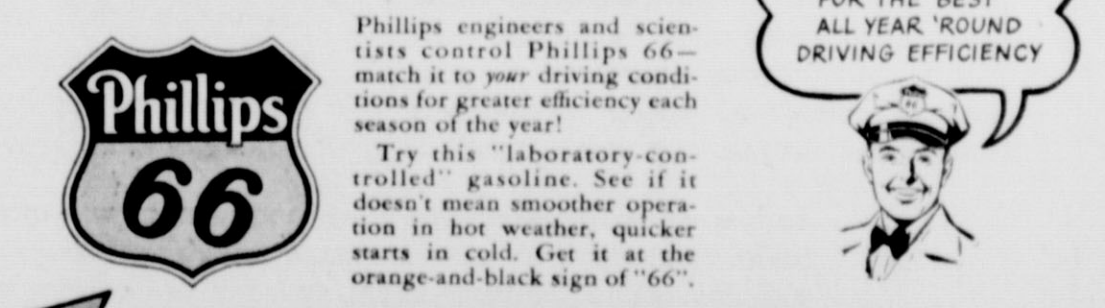 Phillips
66
Phillips engineers and scien-
tists control Phillips 66—
match it to your driving condi-
tions for greater efficiency each
season of the year!
Try this "laboratory-con-
trolled" gasoline. See if it
doesn't mean smoother opera-
tion in hot weather, quicker
starts in cold. Get it at the
orange-and-black sign of "66".
FOR THE BEST
ALL YEAR 'ROUND
DRIVING EFFICIENCY